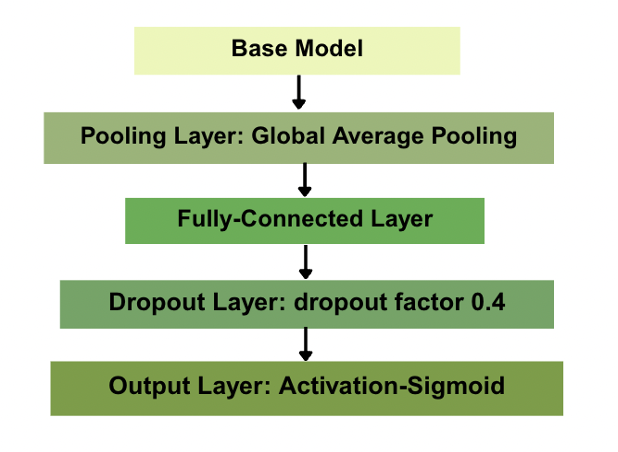 Base Model
Pooling Layer: Global Average Pooling
Fully-Connected Layer
Dropout Layer: dropout factor 0.4
Output Layer: Activation-Sigmoid